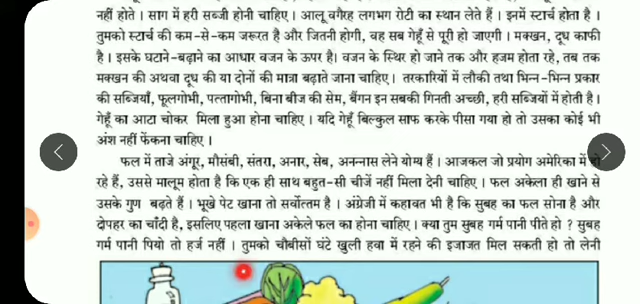 नहीं होते। साग में हरी सब्जी होनी चाहिए। आलू वगैरह लगभग रोटी का स्थान लेते हैं। इनमें स्टार्च होता है।
तुमको स्टार्च की कम-से-कम जरूरत है और जितनी होगी, वह सब गेहूँ से पूरी हो जाएगी। मक्खन, दूध काफी
है। इसके घटाने-बढ़ाने का आधार वजन के ऊपर है। वजन के स्थिर हो जाने तक और हजम होता रहे, तब तक
मक्खन की अथवा दूध की या दोनों की मात्रा बढ़ाते जाना चाहिए। तरकारियों में लौकी तथा भिन्न-भिन्न प्रकार
की सब्जियाँ, फूलगोभी, पत्तागोभी, बिना बीज की सेम, बैंगन इन सबकी गिनती अच्छी, हरी सब्जियों में होती है।
गेहूँ का आटा चोकर मिला हुआ होना चाहिए। यदि गेहूँ बिल्कुल साफ करके पीसा गया हो तो उसका कोई भी
अंश नहीं फेंकना चाहिए।
फल में ताजे अंगूर, मौसंबी, संतरा, अनार, सेब, अनन्नास लेने योग्य हैं। आजकल जो प्रयोग अमेरिका में हो
रहे हैं, उससे मालूम होता है कि एक ही साथ बहुत-सी चीजें नहीं मिला देनी चाहिए। फल अकेला ही खाने से
उसके गुण बढ़ते हैं। भूखे पेट खाना तो सर्वोत्तम है। अंग्रेजी में कहावत भी है कि सुबह का फल सोना है और
दोपहर का चाँदी है, इसलिए पहला खाना अकेले फल का होना चाहिए। क्या तुम सुबह गर्म पानी पीते हो? सुबह
गर्म पानी पियो तो हर्ज नहीं। तुमको चौबीसों घंटे खुली हवा में रहने की इजाजत मिल सकती हो तो लेनी